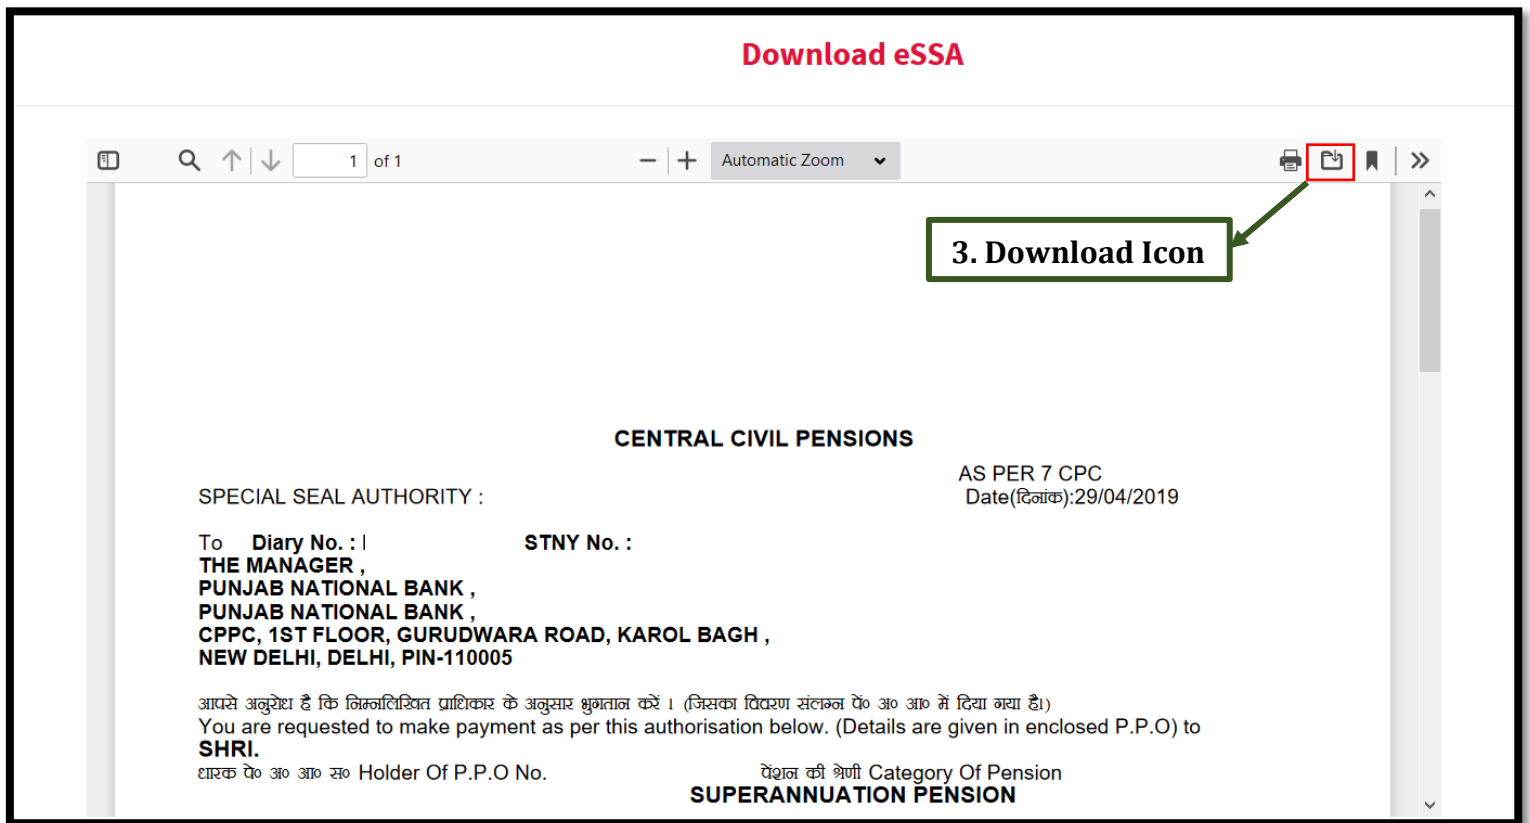 Download eSSA
1 of 1
Automatic Zoom
3. Download Icon
CENTRAL CIVIL PENSIONS
AS PER 7 CPC
SPECIAL SEAL AUTHORITY :
Date(दिनांक):29/04/2019
To Diary No. : STNY No. :
THE MANAGER ,
PUNJAB NATIONAL BANK ,
PUNJAB NATIONAL BANK ,
CPPC, 1ST FLOOR, GURUDWARA ROAD, KAROL BAGH ,
NEW DELHI, DELHI, PIN-110005
आपसे अनुरोध है कि निम्नलिखित प्राधिकार के अनुसार भुगतान करें । (जिसका विवरण संलग्न पें० अ० आ० में दिया गया है।)
You are requested to make payment as per this authorisation below. (Details are given in enclosed P.P.O) to
SHRI.
धारक पे० अ० आ० स० Holder Of P.P.O No. पेंशन की श्रेणी Category Of Pension
SUPERANNUATION PENSION